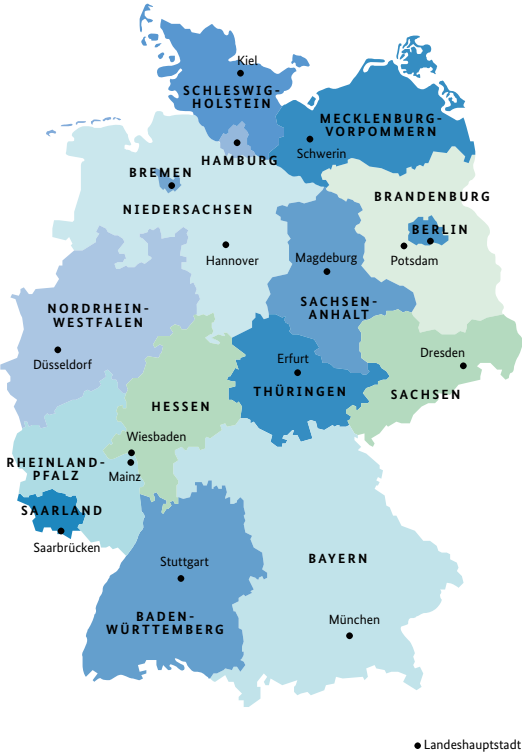 Kiel
SCHLESWIG-
HOLSTEIN
MECKLENBURG-
VORPOMMERN
Schwerin
HAMBURG
BREMEN
BRANDENBURG
NIEDERSACHSEN
BERLIN
Hannover
Magdeburg
Potsdam
SACHSEN-
ANHALT
NORDRHEIN-
WESTFALEN
Düsseldorf
Erfurt
Dresden
THÜRINGEN
SACHSEN
HESSEN
Wiesbaden
RHEINLAND-
PFALZ
Mainz
SAARLAND
Saarbrücken
BAYERN
Stuttgart
BADEN-
WÜRTTEMBERG
München
Landeshauptstadt